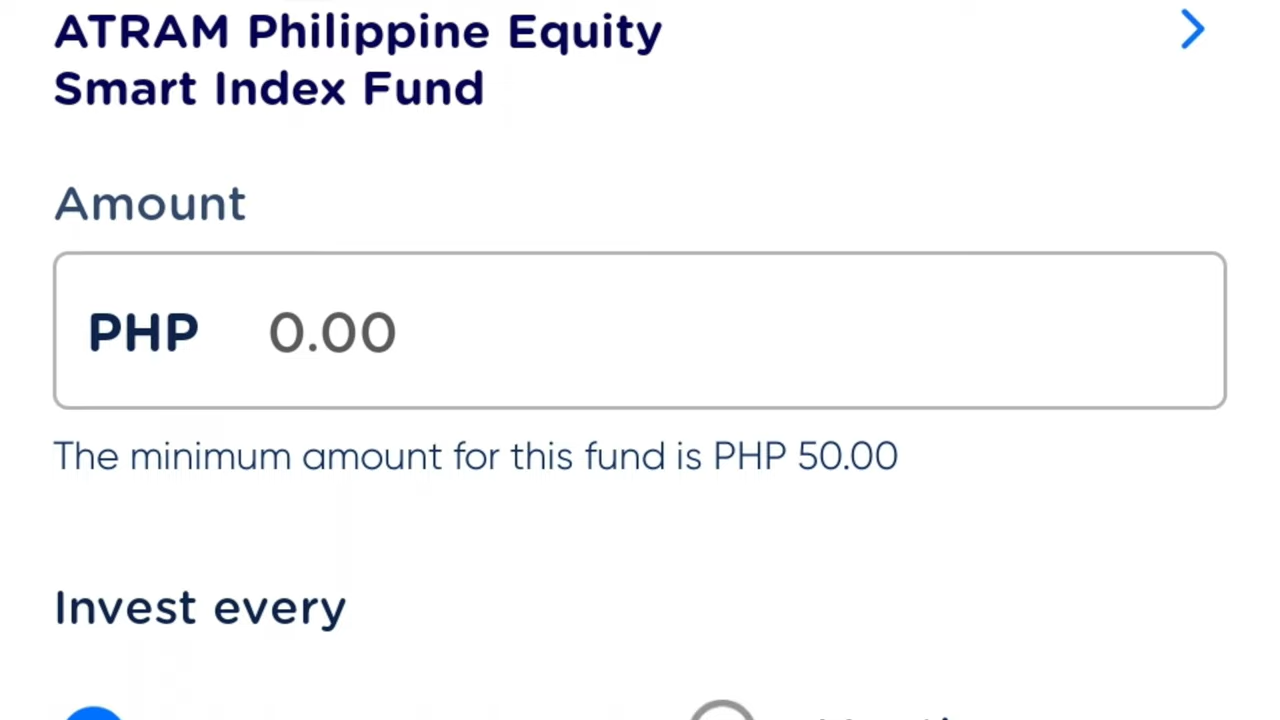 ATRAM Philippine Equity
Smart Index Fund
Amount
PHP 0.00
The minimum amount for this fund is PHP 50.00
Invest every